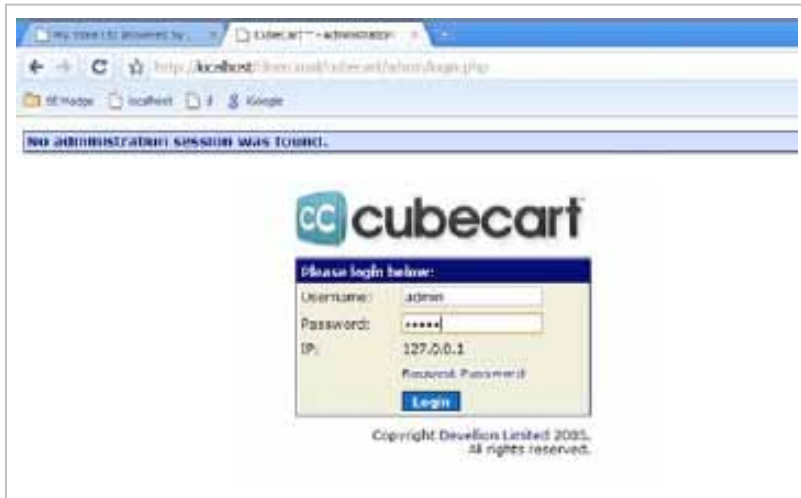 CubeCart™ - administration
localhost
localhost
Google
No administration session was found.
cc cubecart
Please login below:
Username: admin
Password: •••••
IP: 127.0.0.1
Request Password
Login
Copyright Devellion Limited 2005.
All rights reserved.